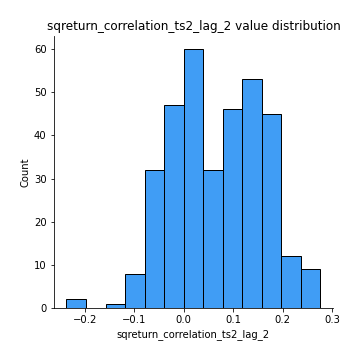 sqreturn_correlation_ts2_lag_2 value distribution
60
50
40
30
20
10
0
Count
−0.2 −0.1 0.0 0.1 0.2 0.3
sqreturn_correlation_ts2_lag_2